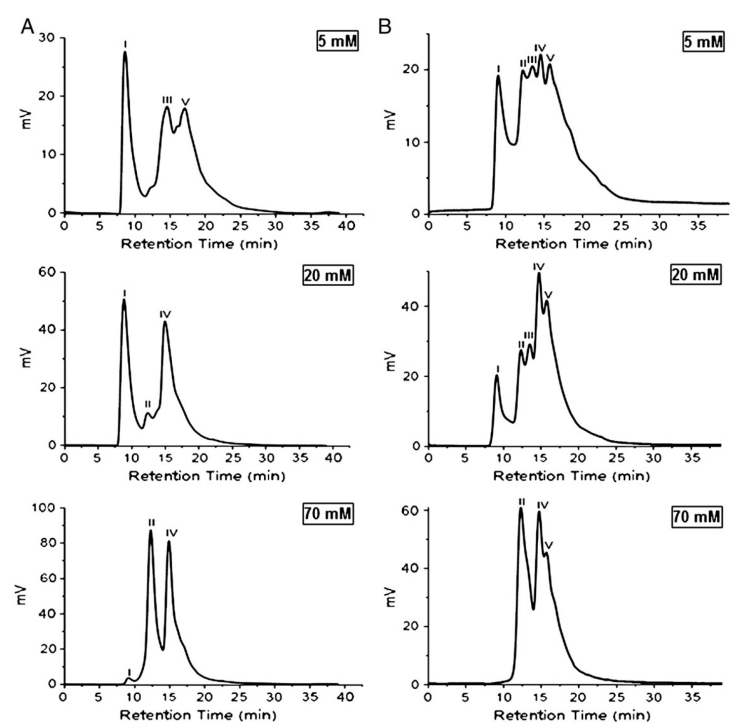 A
5 mM
30
20
10
0
mV
I
III
V
0 5 10 15 20 25 30 35 40
Retention Time (min)
B
5 mM
20
10
0
mV
I
II
III
IV
V
0 5 10 15 20 25 30 35
Retention Time (min)
20 mM
60
40
20
0
mV
I
II
IV
0 5 10 15 20 25 30 35 40
Retention Time (min)
20 mM
40
20
0
mV
I
II
III
IV
V
0 5 10 15 20 25 30 35
Retention Time (min)
70 mM
100
80
60
40
20
0
mV
I
II
IV
0 5 10 15 20 25 30 35 40
Retention Time (min)
70 mM
60
40
20
0
mV
II
IV
V
0 5 10 15 20 25 30 35
Retention Time (min)